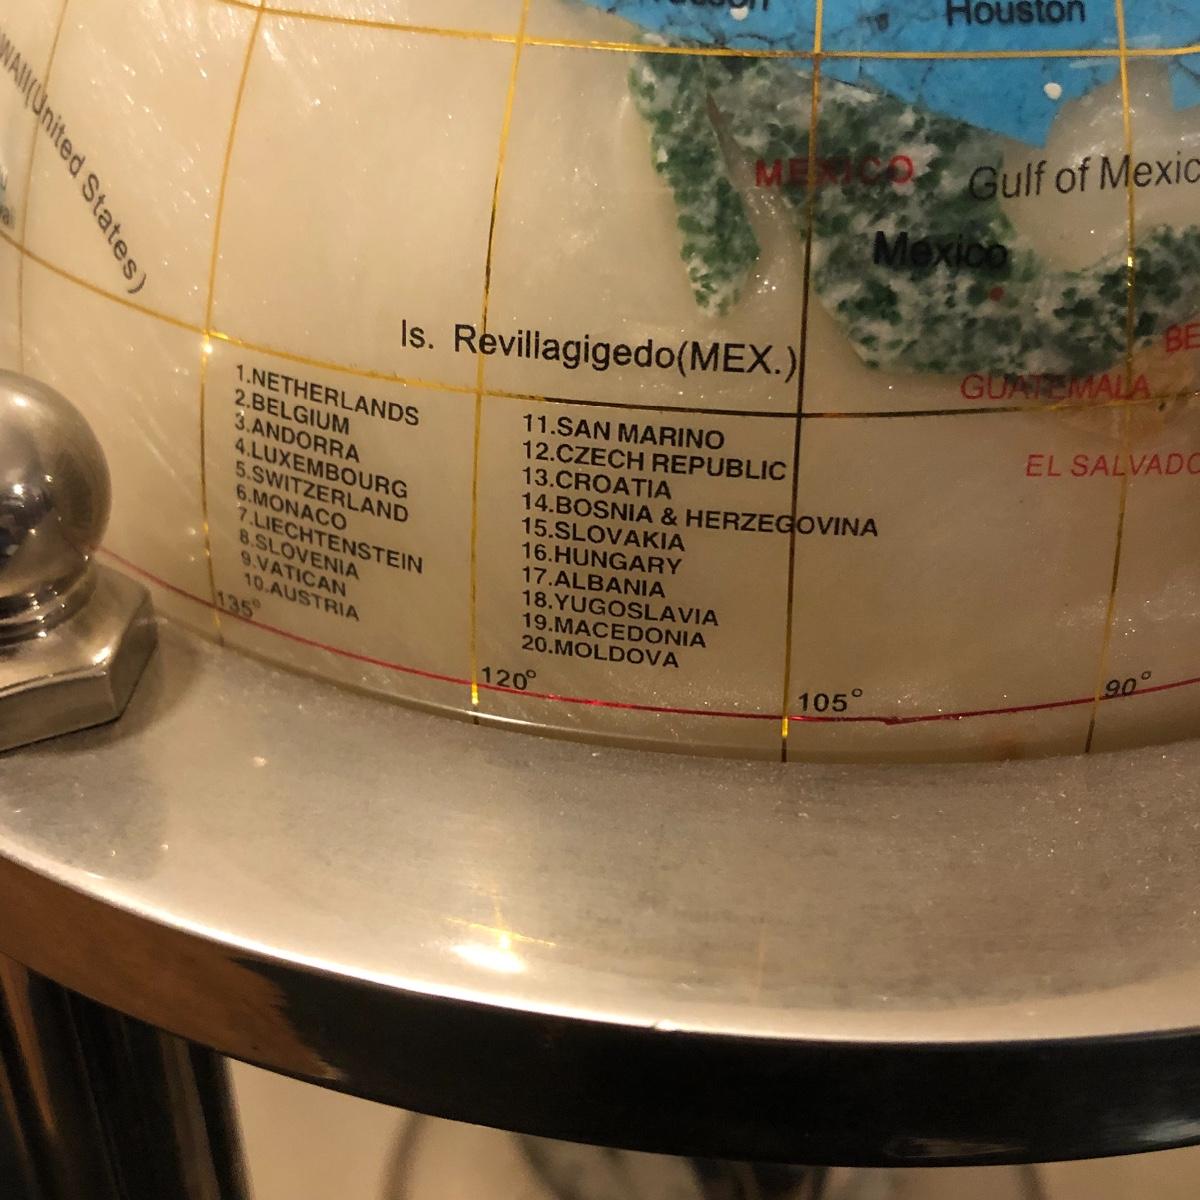 Houston
HAWAII(United States)
MEXICO
Gulf of Mexic
Mexico
Is. Revillagigedo(MEX.)
BE
GUATEMALA
EL SALVADO
1.NETHERLANDS
2.BELGIUM
3.ANDORRA
4.LUXEMBOURG
5.SWITZERLAND
6.MONACO
7.LIECHTENSTEIN
8.SLOVENIA
9.VATICAN
10.AUSTRIA
11.SAN MARINO
12.CZECH REPUBLIC
13.CROATIA
14.BOSNIA & HERZEGOVINA
15.SLOVAKIA
16.HUNGARY
17.ALBANIA
18.YUGOSLAVIA
19.MACEDONIA
20.MOLDOVA
135°
120°
105°
90°